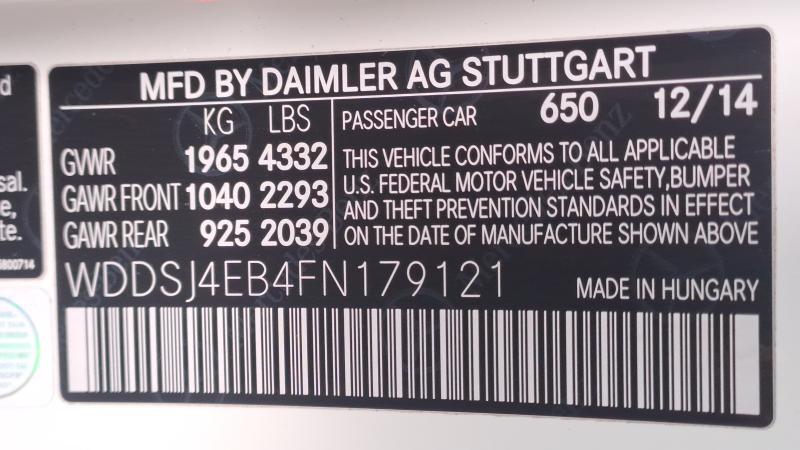 MFD BY DAIMLER AG STUTTGART
KG LBS
GVWR 1965 4332
GAWR FRONT 1040 2293
GAWR REAR 925 2039
PASSENGER CAR 650 12/14
THIS VEHICLE CONFORMS TO ALL APPLICABLE
U.S. FEDERAL MOTOR VEHICLE SAFETY,BUMPER
AND THEFT PREVENTION STANDARDS IN EFFECT
ON THE DATE OF MANUFACTURE SHOWN ABOVE
WDDSJ4EB4FN179121 MADE IN HUNGARY